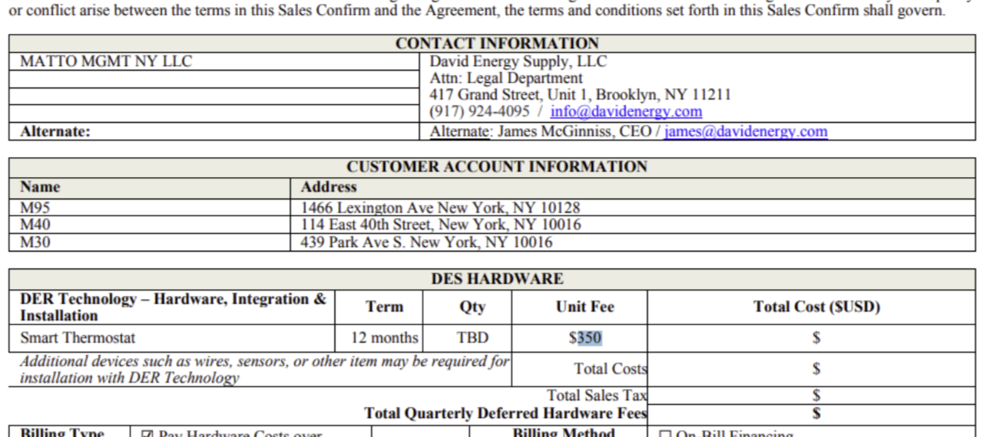 or conflict arise between the terms in this Sales Confirm and the Agreement, the terms and conditions set forth in this Sales Confirm shall govern.
CONTACT INFORMATION
MATTO MGMT NY LLC
David Energy Supply, LLC
Attn: Legal Department
417 Grand Street, Unit 1, Brooklyn, NY 11211
(917) 924-4095 / info@davidenergy.com
Alternate:
Alternate: James McGinniss, CEO / james@davidenergy.com
CUSTOMER ACCOUNT INFORMATION
Name Address
M95 1466 Lexington Ave New York, NY 10128
M40 114 East 40th Street, New York, NY 10016
M30 439 Park Ave S. New York, NY 10016
DES HARDWARE
DER Technology – Hardware, Integration &
Installation
Term Qty Unit Fee Total Cost ($USD)
Smart Thermostat 12 months TBD $350 $
Additional devices such as wires, sensors, or other item may be required for
installation with DER Technology
Total Costs $
Total Sales Tax $
Total Quarterly Deferred Hardware Fees $
Billing Type ☑ Pay Hardware Costs over Billing Method ☐ On-Bill Financing